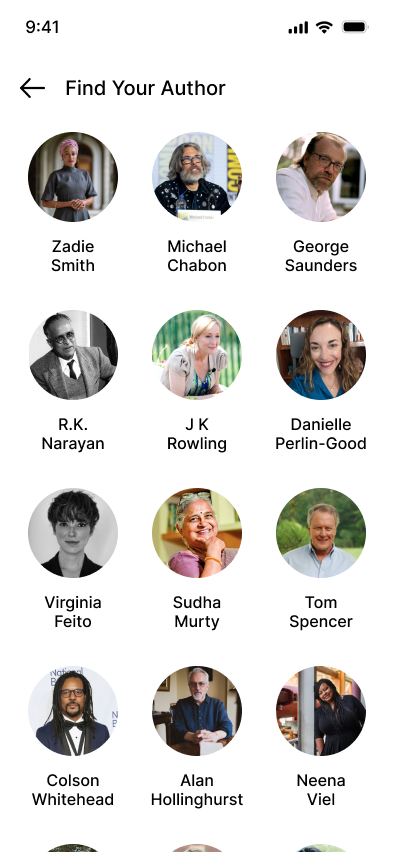 9:41
Find Your Author
Zadie
Smith
Michael
Chabon
George
Saunders
R.K.
Narayan
J K
Rowling
Danielle
Perlin-Good
Virginia
Feito
Sudha
Murty
Tom
Spencer
Colson
Whitehead
Alan
Hollinghurst
Neena
Viel